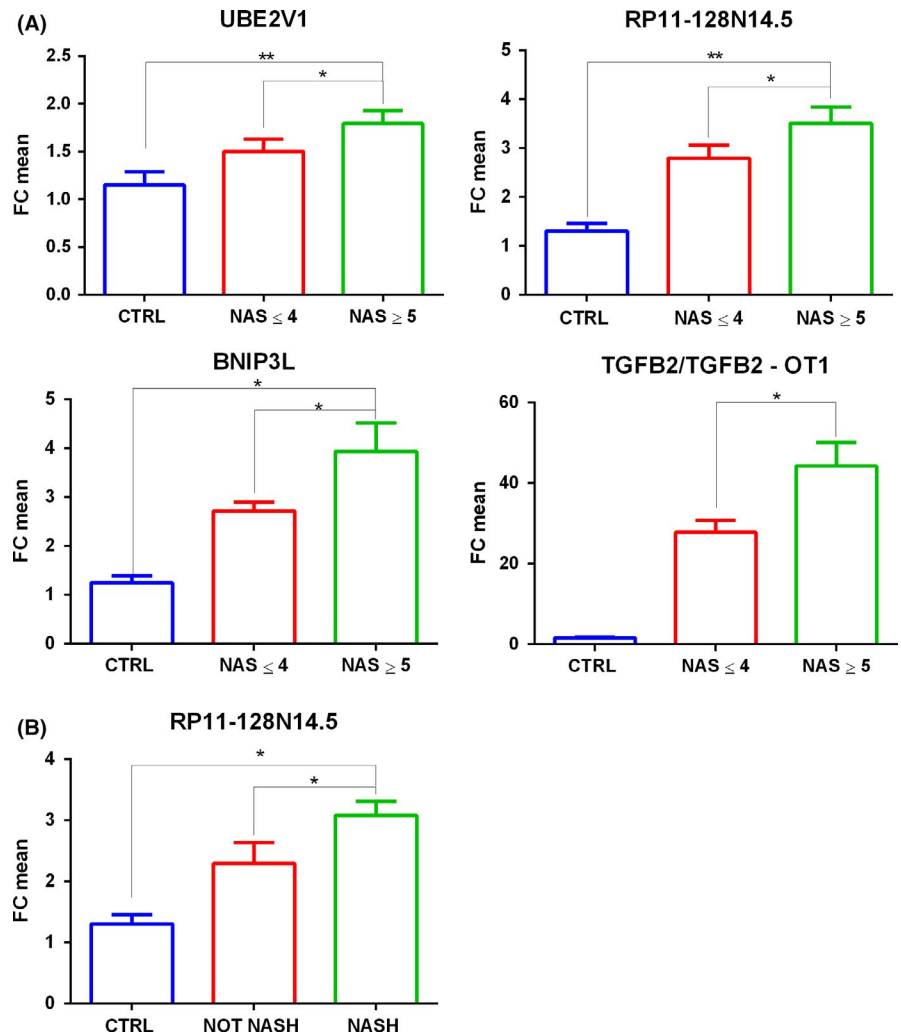 (A)
UBE2V1
FC mean
2.5
2.0
1.5
1.0
0.5
0.0
**
*
CTRL NAS ≤ 4 NAS ≥ 5
RP11-128N14.5
FC mean
5
4
3
2
1
0
**
*
CTRL NAS ≤ 4 NAS ≥ 5
BNIP3L
FC mean
5
4
3
2
1
0
*
*
CTRL NAS ≤ 4 NAS ≥ 5
TGFB2/TGFB2 - OT1
FC mean
60
40
20
0
*
CTRL NAS ≤ 4 NAS ≥ 5
(B)
RP11-128N14.5
FC mean
4
3
2
1
0
*
*
CTRL NOT NASH NASH